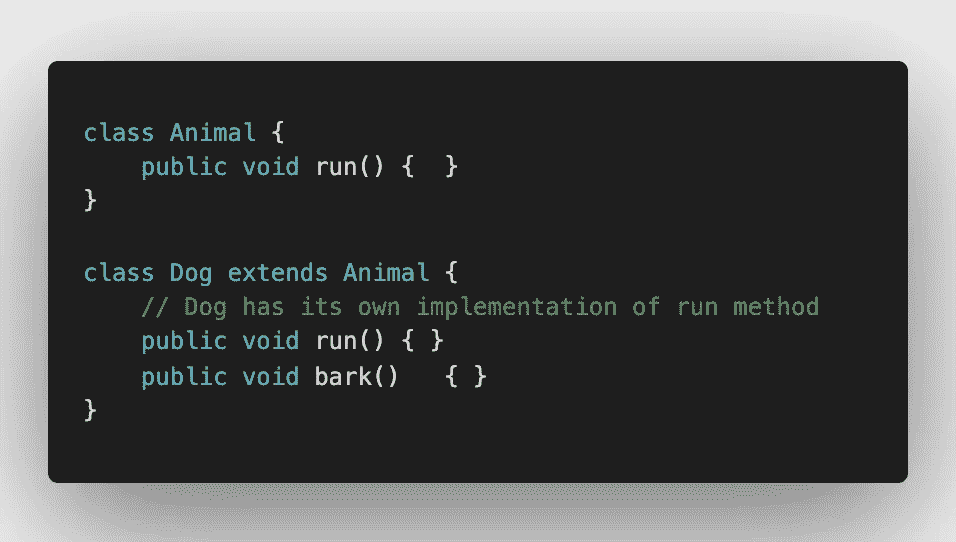 class Animal {
    public void run() {  }
}

class Dog extends Animal {
    // Dog has its own implementation of run method
    public void run() { }
    public void bark()   { }
}